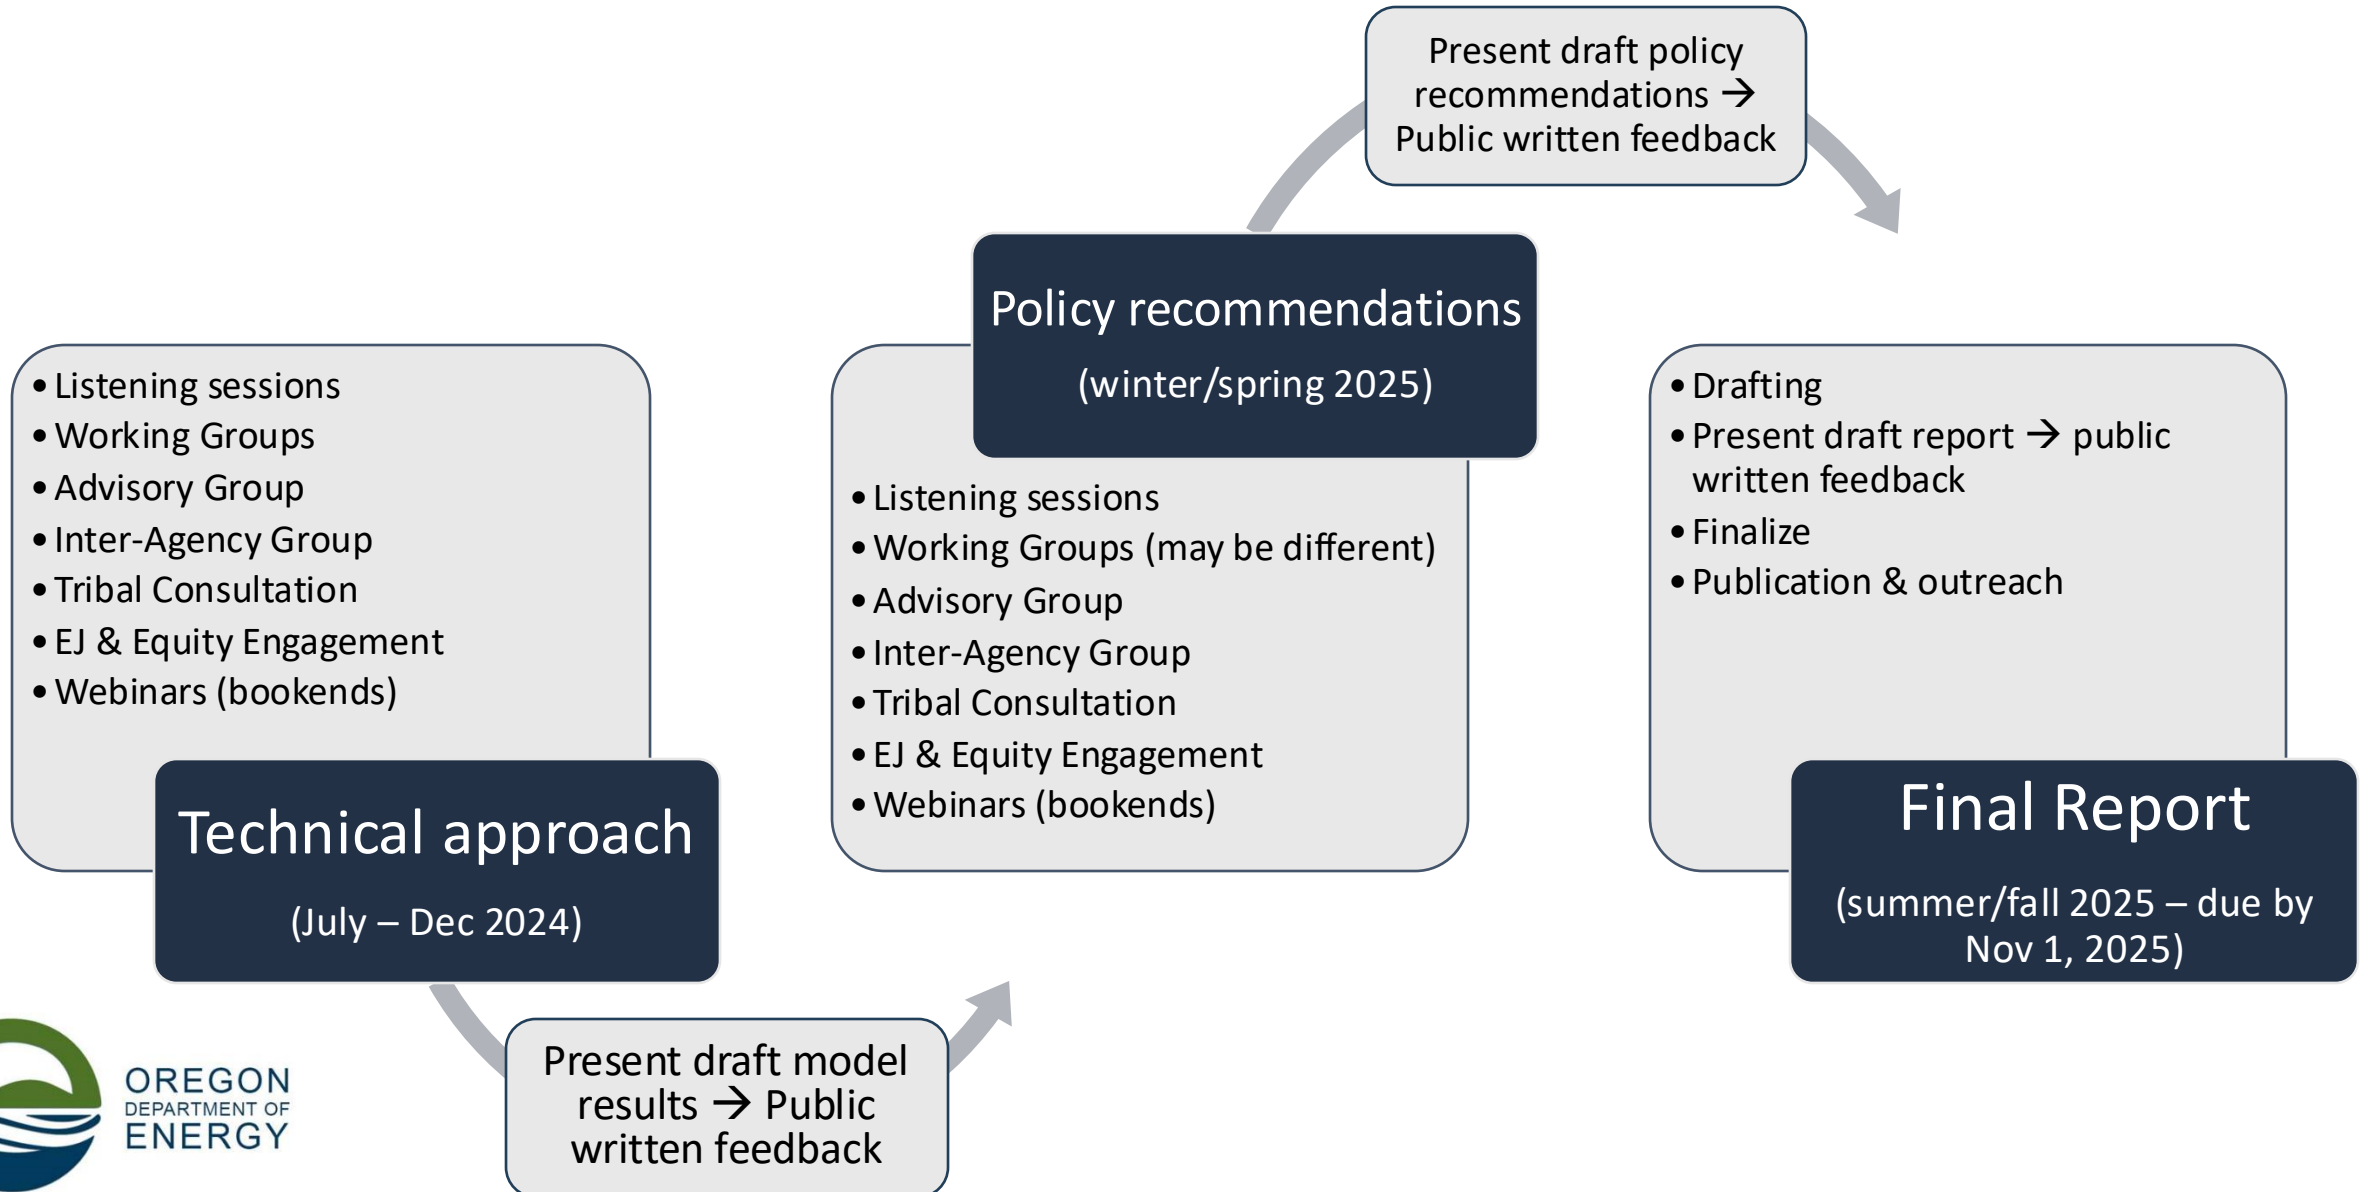 • Listening sessions
• Working Groups
• Advisory Group
• Inter-Agency Group
• Tribal Consultation
• EJ & Equity Engagement
• Webinars (bookends)
Technical approach
(July – Dec 2024)
Present draft model
results → Public
written feedback
Policy recommendations
(winter/spring 2025)
• Listening sessions
• Working Groups (may be different)
• Advisory Group
• Inter-Agency Group
• Tribal Consultation
• EJ & Equity Engagement
• Webinars (bookends)
Present draft policy
recommendations →
Public written feedback
• Drafting
• Present draft report → public
written feedback
• Finalize
• Publication & outreach
Final Report
(summer/fall 2025 – due by
Nov 1, 2025)
OREGON
DEPARTMENT OF
ENERGY